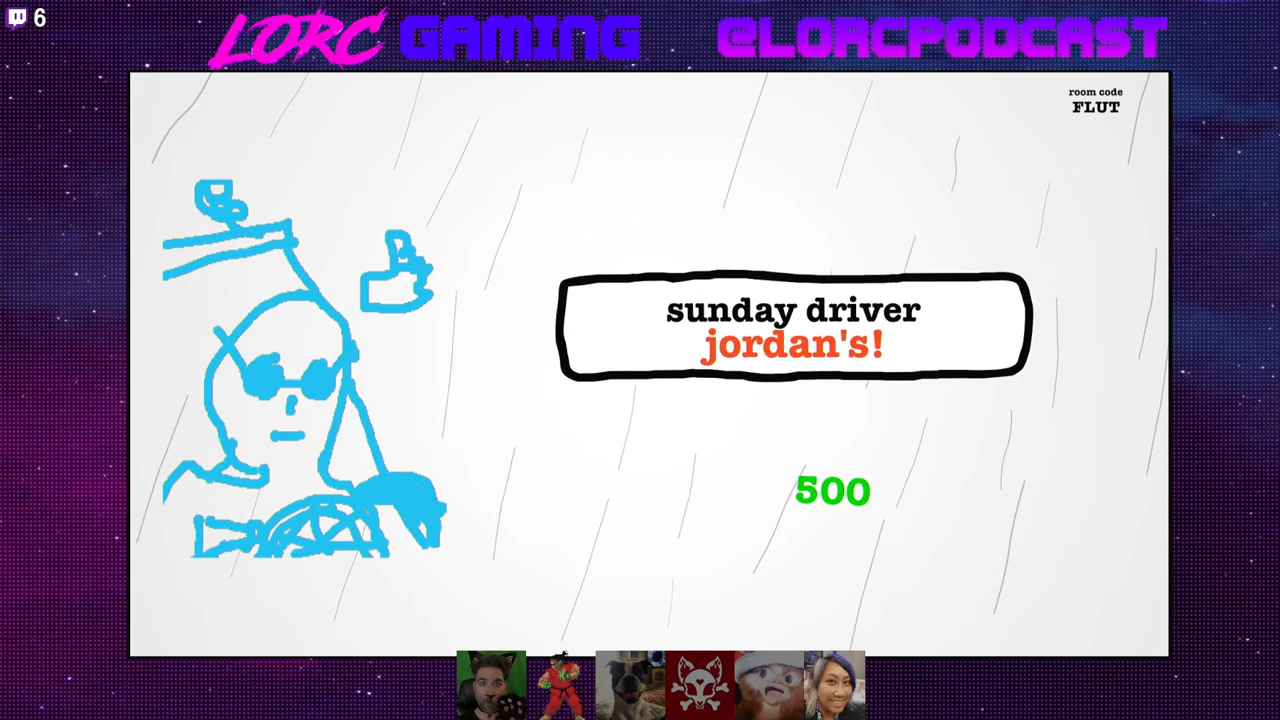 6
LORC GAMING @LORCPODCAST
room code
FLUT
sunday driver
jordan's!
500